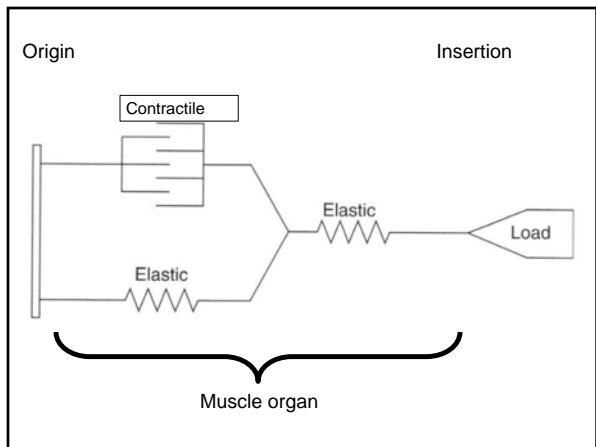 Origin
Insertion
Contractile
Elastic
Load
Elastic
Muscle organ